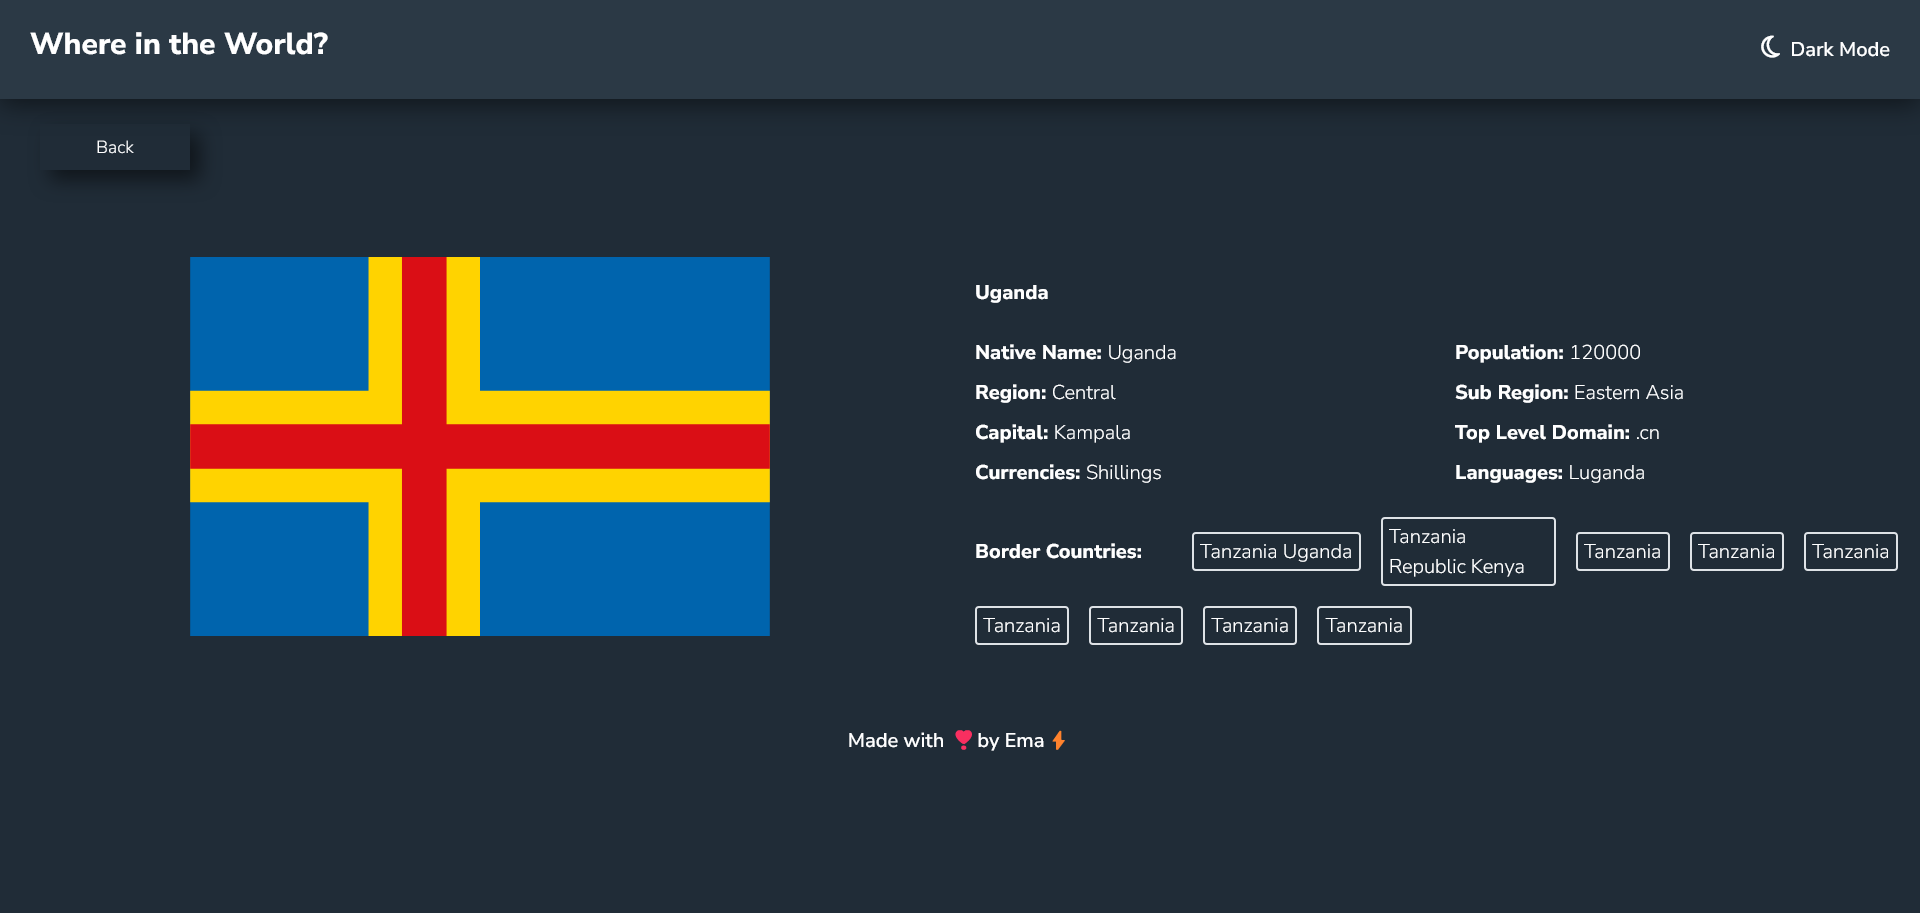 Where in the World?
Dark Mode
Back
Uganda
Native Name: Uganda
Region: Central
Capital: Kampala
Currencies: Shillings
Population: 120000
Sub Region: Eastern Asia
Top Level Domain: .cn
Languages: Luganda
Border Countries:
Tanzania Uganda
Tanzania
Republic Kenya
Tanzania
Tanzania
Tanzania
Tanzania
Tanzania
Tanzania
Tanzania
Made with by Ema